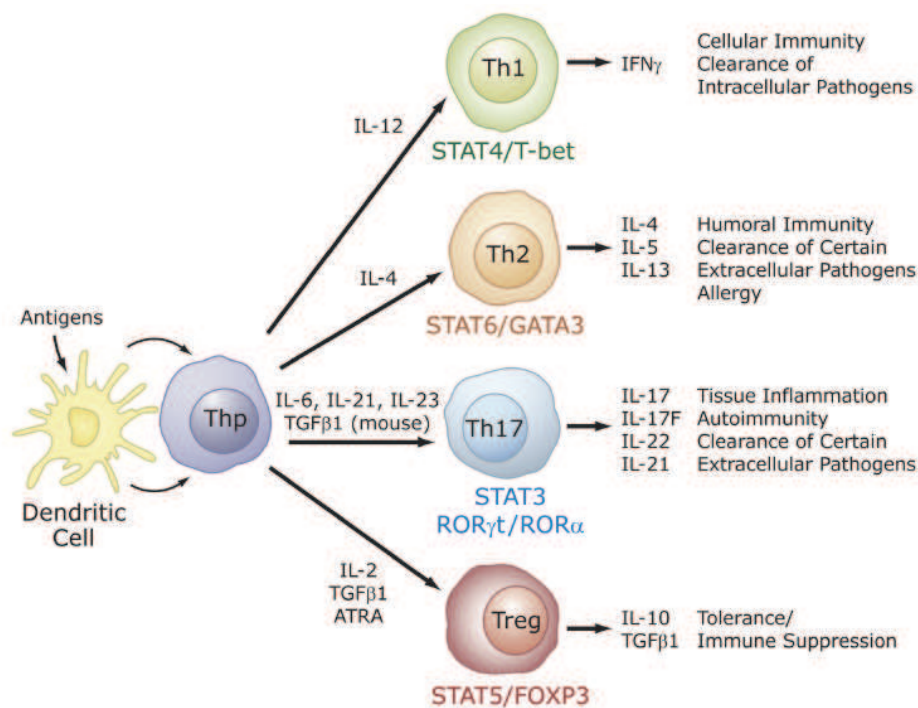 Th1
IFNγ
Cellular Immunity
Clearance of
Intracellular Pathogens
IL-12
STAT4/T-bet
Th2
IL-4
IL-5
IL-13
Humoral Immunity
Clearance of Certain
Extracellular Pathogens
Allergy
IL-4
STAT6/GATA3
Antigens
Thp
Dendritic
Cell
IL-6, IL-21, IL-23
TGFβ1 (mouse)
Th17
IL-17
IL-17F
IL-22
IL-21
Tissue Inflammation
Autoimmunity
Clearance of Certain
Extracellular Pathogens
STAT3
RORγt/RORα
IL-2
TGFβ1
ATRA
Treg
IL-10
TGFβ1
Tolerance/
Immune Suppression
STAT5/FOXP3